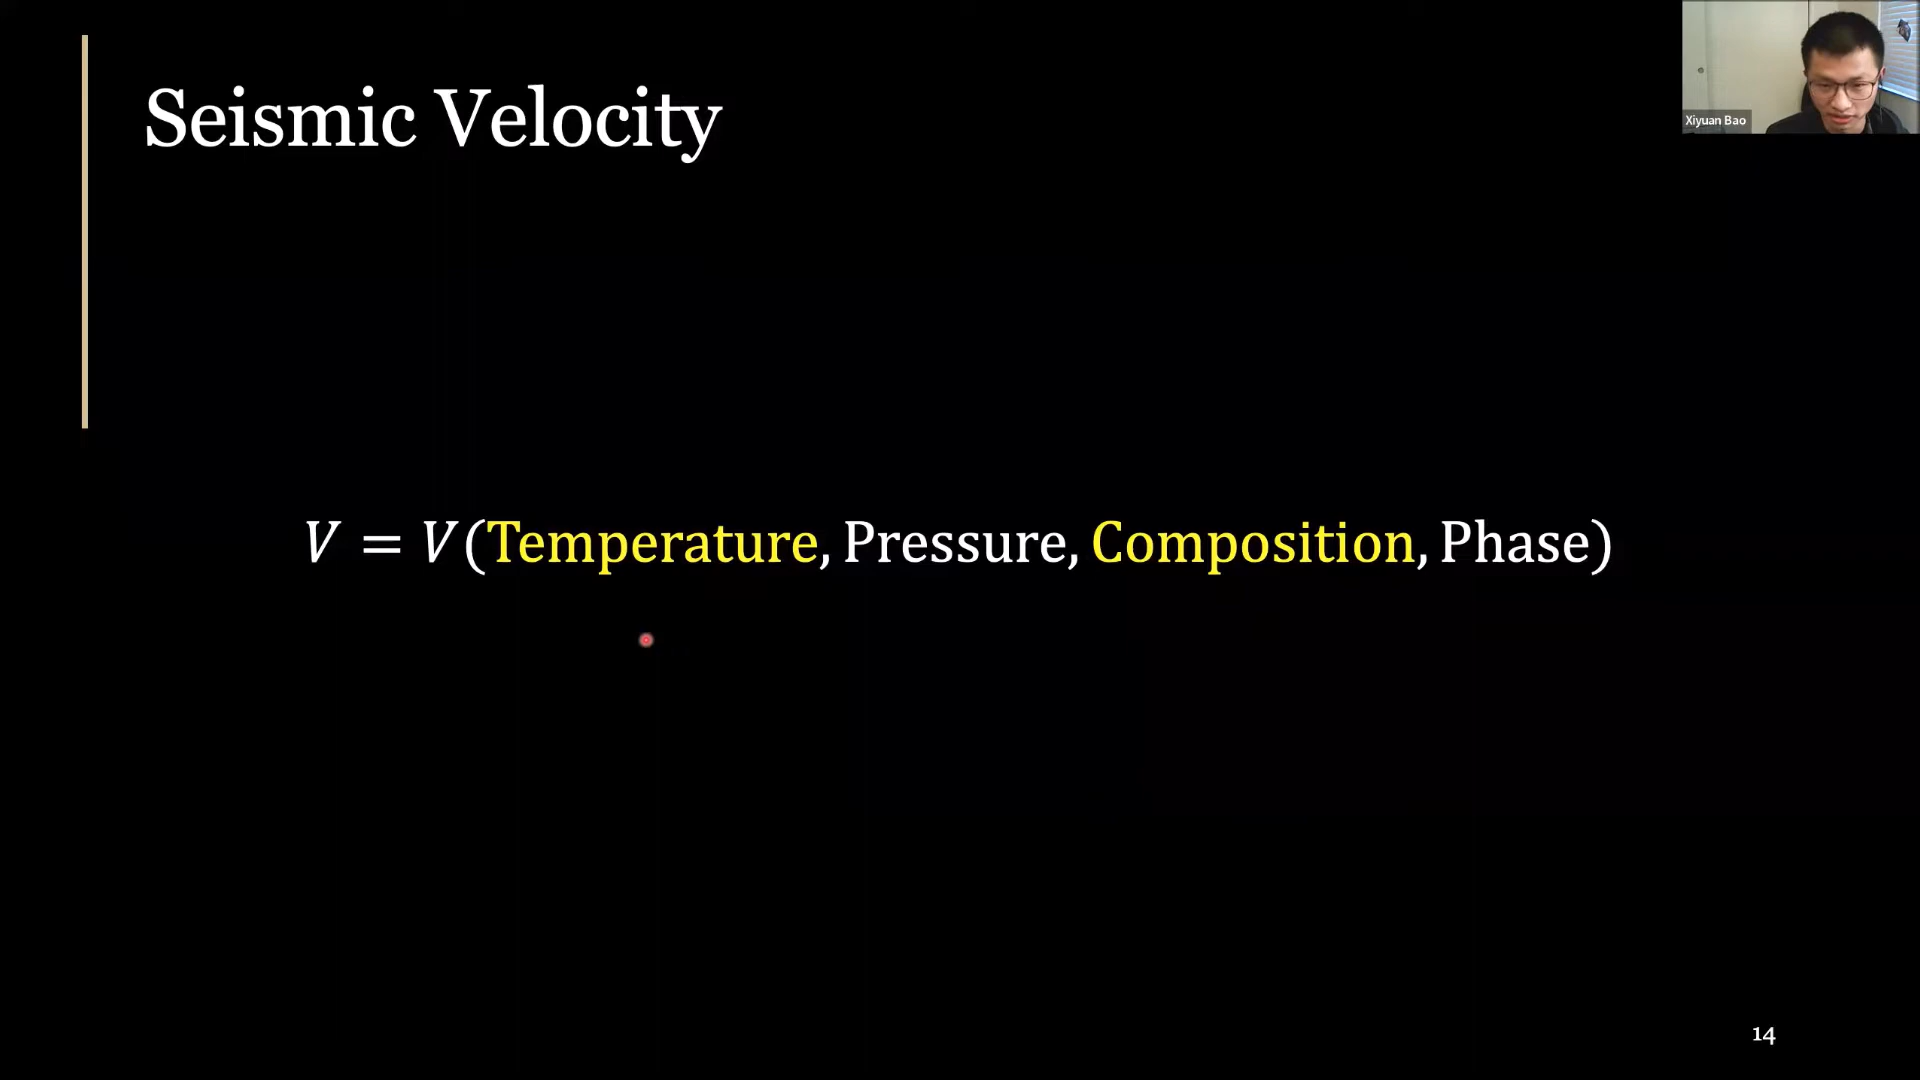 Seismic Velocity
Xiyuan Bao
V = V(Temperature, Pressure, Composition, Phase)
14